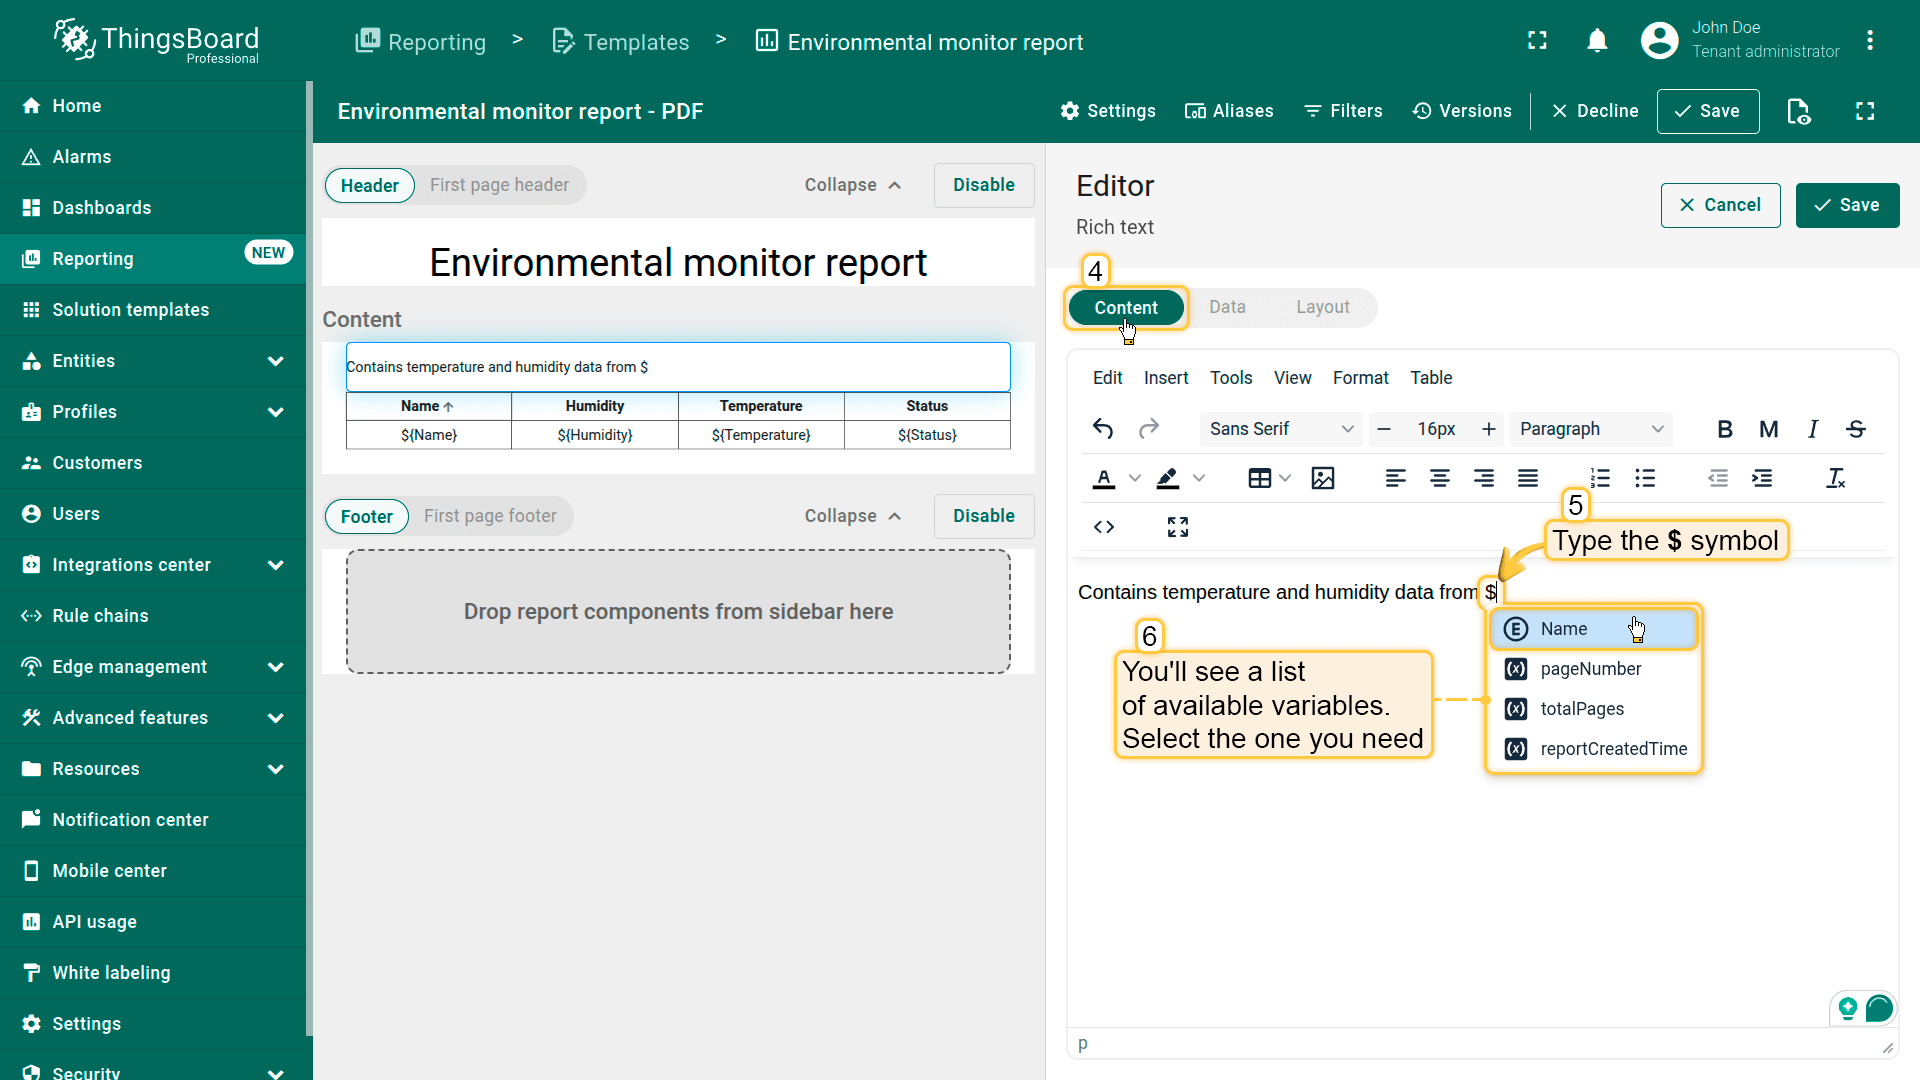 ThingsBoard
Professional
Reporting > Templates > Environmental monitor report
John Doe
Tenant administrator
Home
Alarms
Dashboards
Reporting NEW
Solution templates
Entities
Profiles
Customers
Users
Integrations center
Rule chains
Edge management
Advanced features
Resources
Notification center
Mobile center
API usage
White labeling
Settings
Security
Environmental monitor report - PDF
Settings Aliases Filters Versions Decline Save
Header First page header Collapse Disable
Environmental monitor report
Content
Contains temperature and humidity data from $
Name Humidity Temperature Status
${Name} ${Humidity} ${Temperature} ${Status}
Footer First page footer Collapse Disable
Drop report components from sidebar here
Editor
Rich text
Cancel Save
4
Content Data Layout
Edit Insert Tools View Format Table
Sans Serif 16px Paragraph B M I S
5
Type the $ symbol
Contains temperature and humidity data from $
Name
pageNumber
totalPages
reportCreatedTime
6
You'll see a list
of available variables.
Select the one you need
p